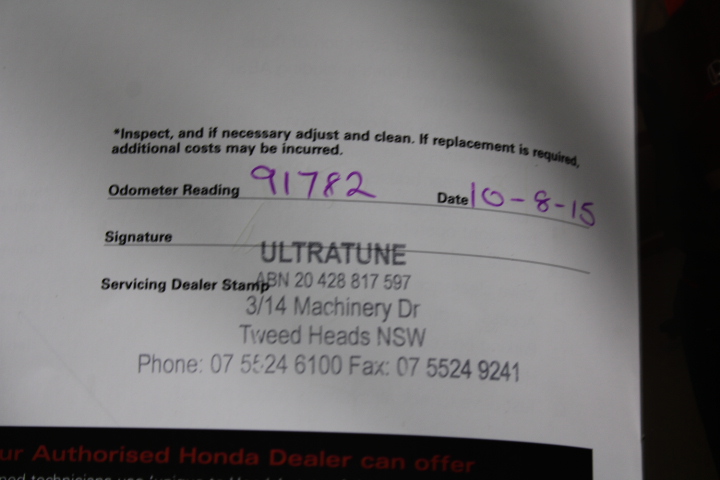 *Inspect, and if necessary adjust and clean. If replacement is required,
additional costs may be incurred.
Odometer Reading 91782 Date 10-8-15
Signature
ULTRATUNE
Servicing Dealer Stamp ABN 20 428 817 597
3/14 Machinery Dr
Tweed Heads NSW
Phone: 07 5524 6100 Fax: 07 5524 9241
ur Authorised Honda Dealer can offer